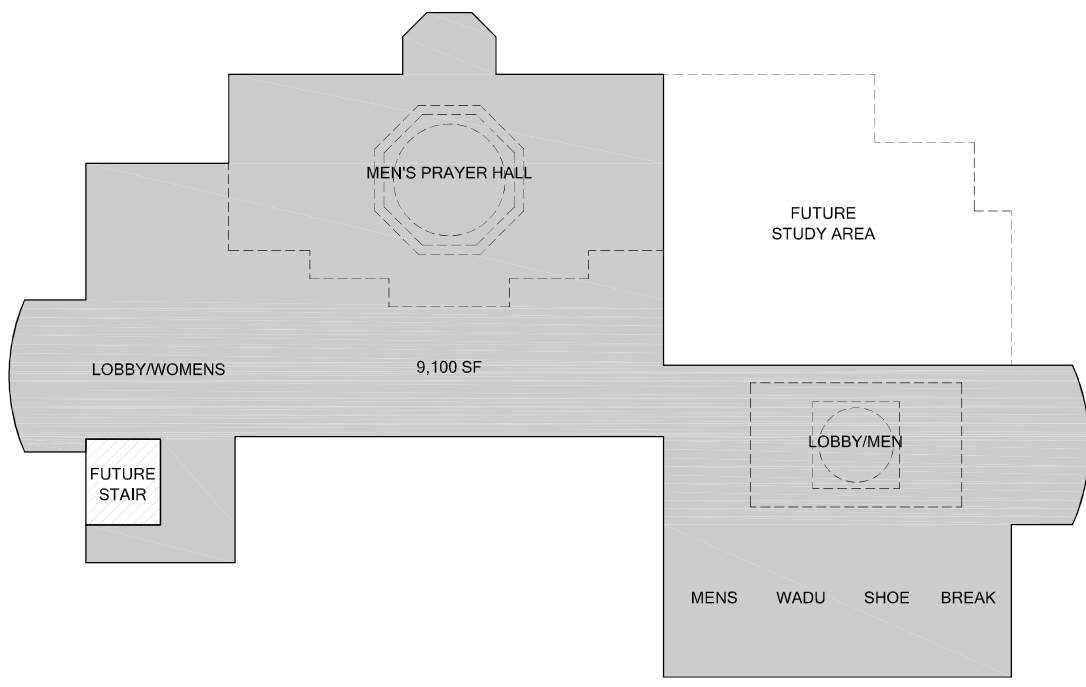 MEN'S PRAYER HALL
FUTURE
STUDY AREA
LOBBY/WOMENS
9,100 SF
LOBBY/MEN
FUTURE
STAIR
MENS WADU SHOE BREAK